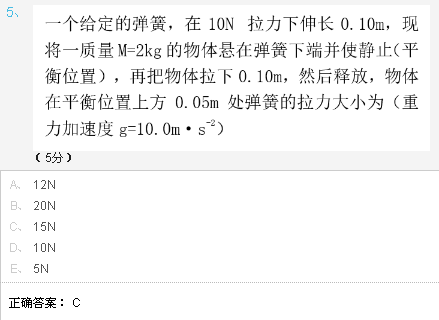 5、
一个给定的弹簧，在 10N 拉力下伸长 0.10m，现
将一质量M=2kg的物体悬在弹簧下端并使静止(平
衡位置)，再把物体拉下 0.10m，然后释放，物体
在平衡位置上方 0.05m 处弹簧的拉力大小为（重
力加速度 g=10.0m·s⁻²）
（5分）
A、 12N
B、 20N
C、 15N
D、 10N
E、 5N
正确答案： C